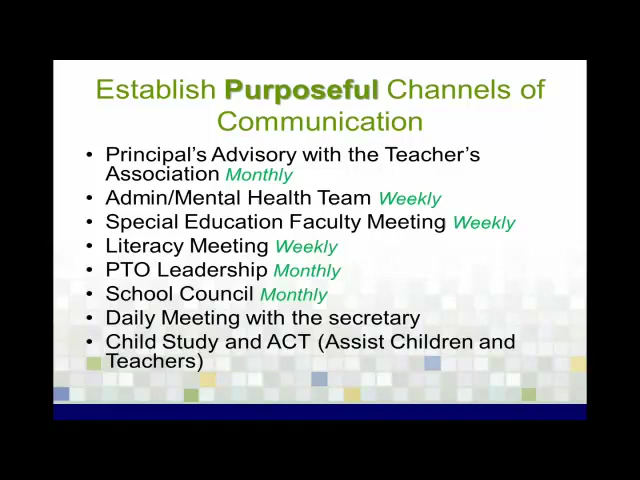 Establish Purposeful Channels of
Communication
• Principal's Advisory with the Teacher's
Association Monthly
• Admin/Mental Health Team Weekly
• Special Education Faculty Meeting Weekly
• Literacy Meeting Weekly
• PTO Leadership Monthly
• School Council Monthly
• Daily Meeting with the secretary
• Child Study and ACT (Assist Children and
Teachers)